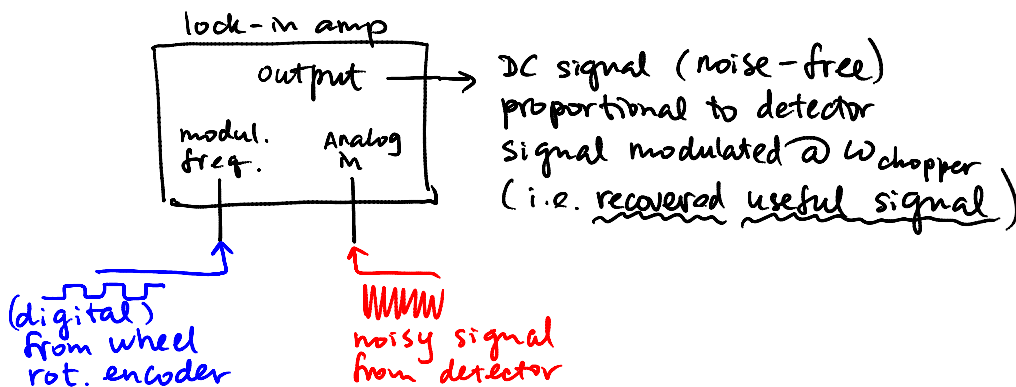 lock-in amp
output
DC signal (noise-free)
proportional to detector
signal modulated @ ωchopper
(i.e. recovered useful signal)
modul.
freq.
Analog
in
(digital)
from wheel
rot. encoder
noisy signal
from detector